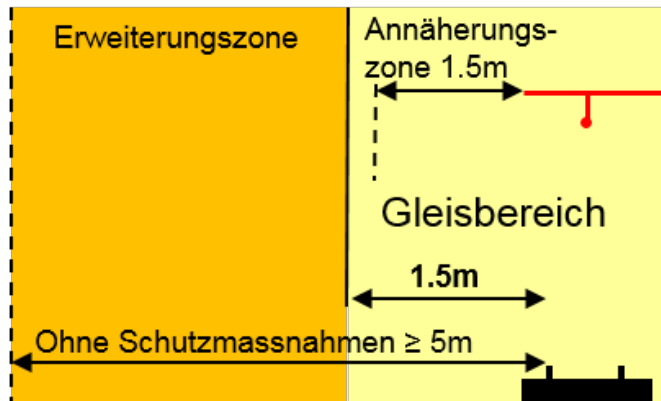 Erweiterungszone
Annäherungs-
zone 1.5m
Gleisbereich
1.5m
Ohne Schutzmassnahmen ≥ 5m